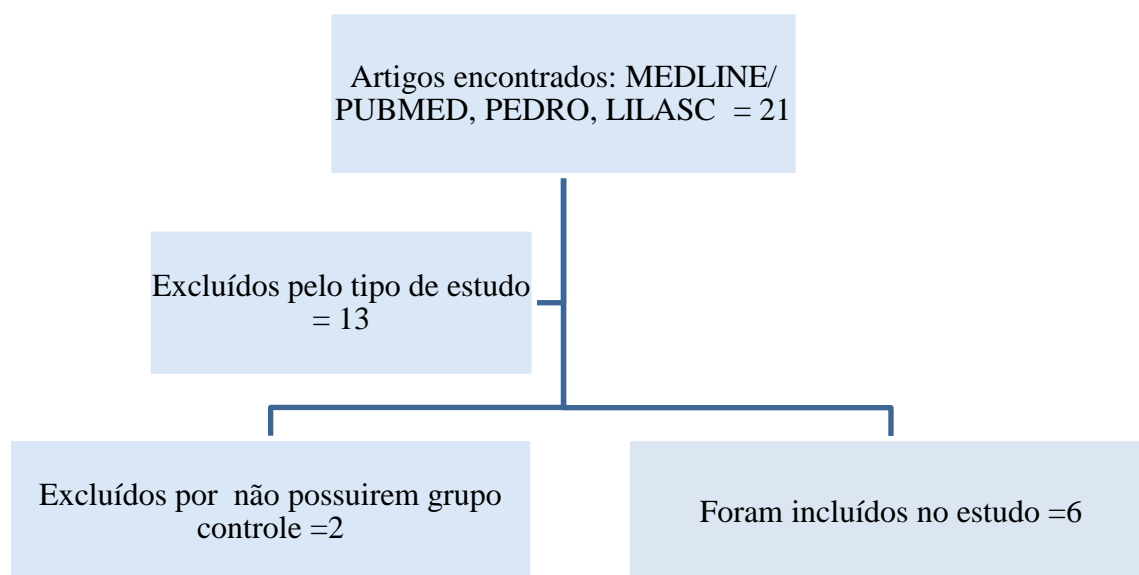 Artigos encontrados: MEDLINE/
PUBMED, PEDRO, LILASC = 21
Excluídos pelo tipo de estudo
= 13
Excluídos por não possuirem grupo
controle =2
Foram incluídos no estudo =6